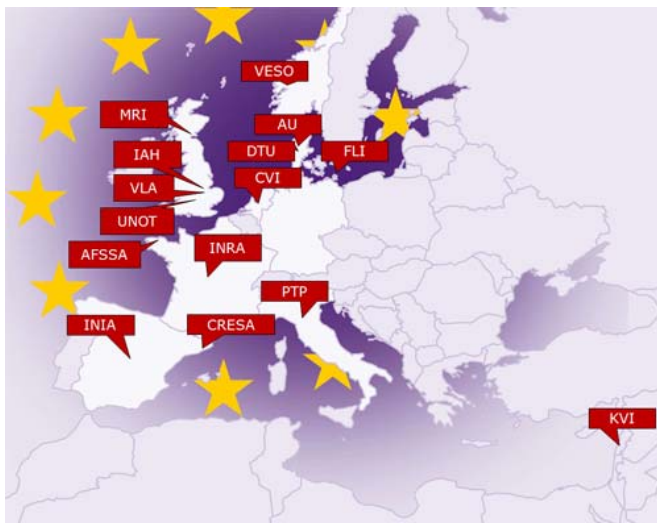 VESO
MRI
AU
IAH
DTU
FLI
VLA
CVI
UNOT
AFSSA
INRA
PTP
INIA
CRESA
KVI